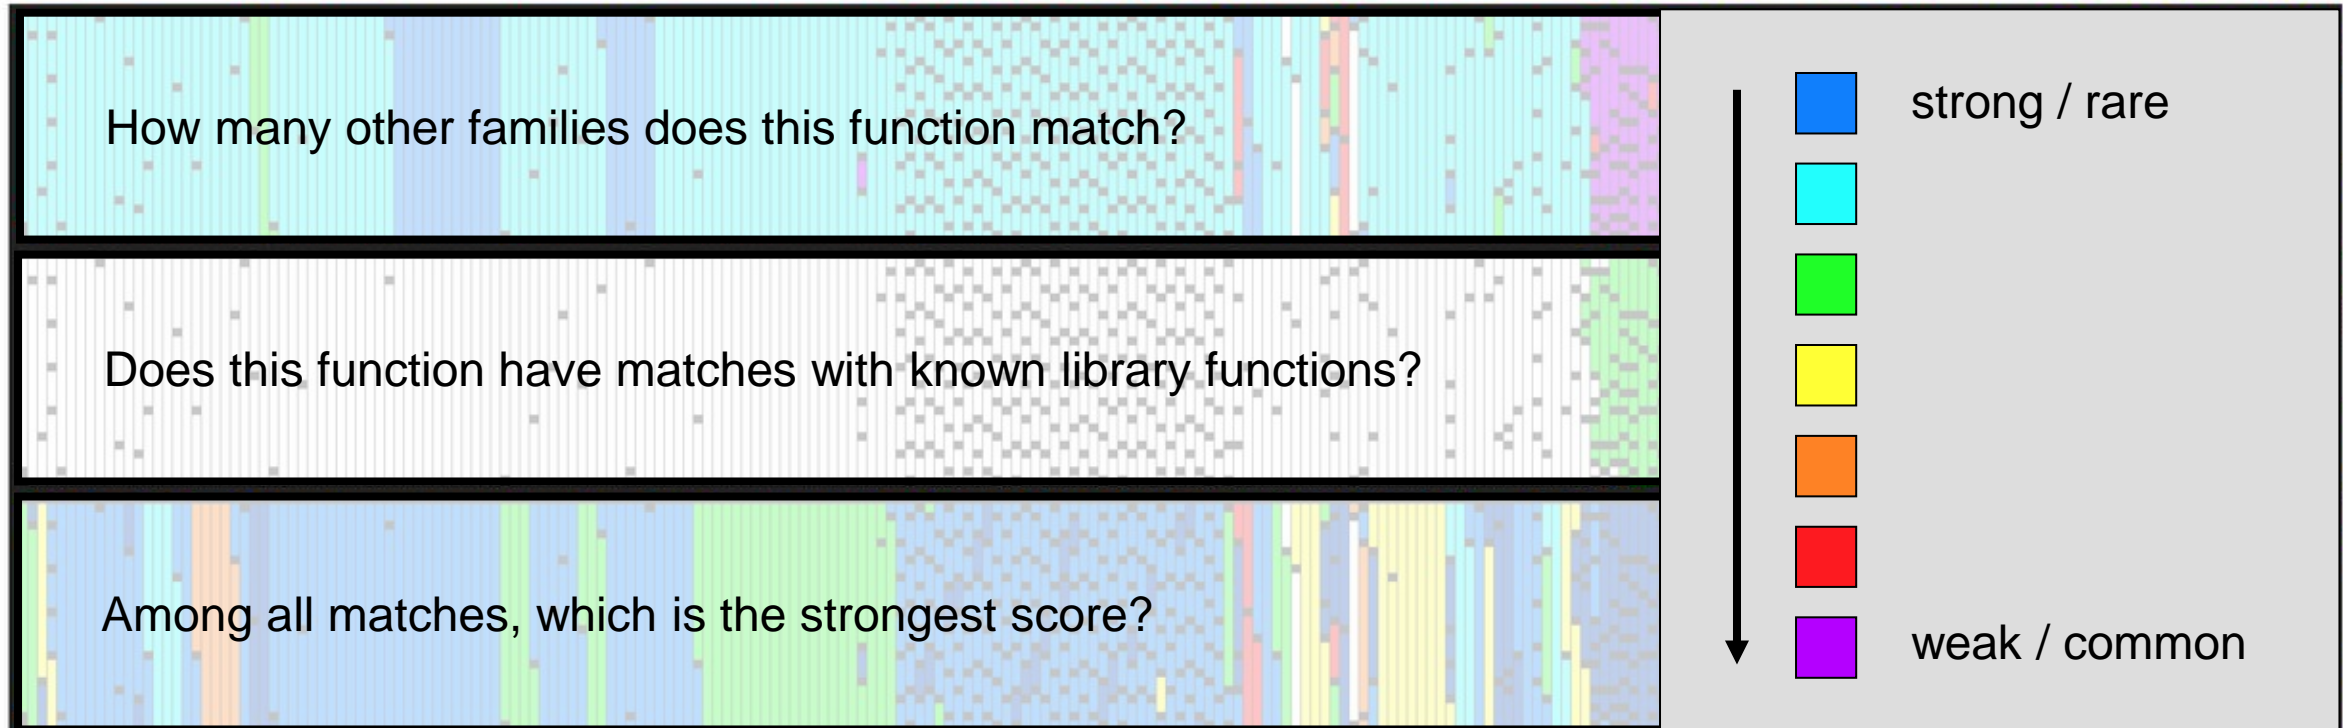 How many other families does this function match?
Does this function have matches with known library functions?
Among all matches, which is the strongest score?
strong / rare
weak / common